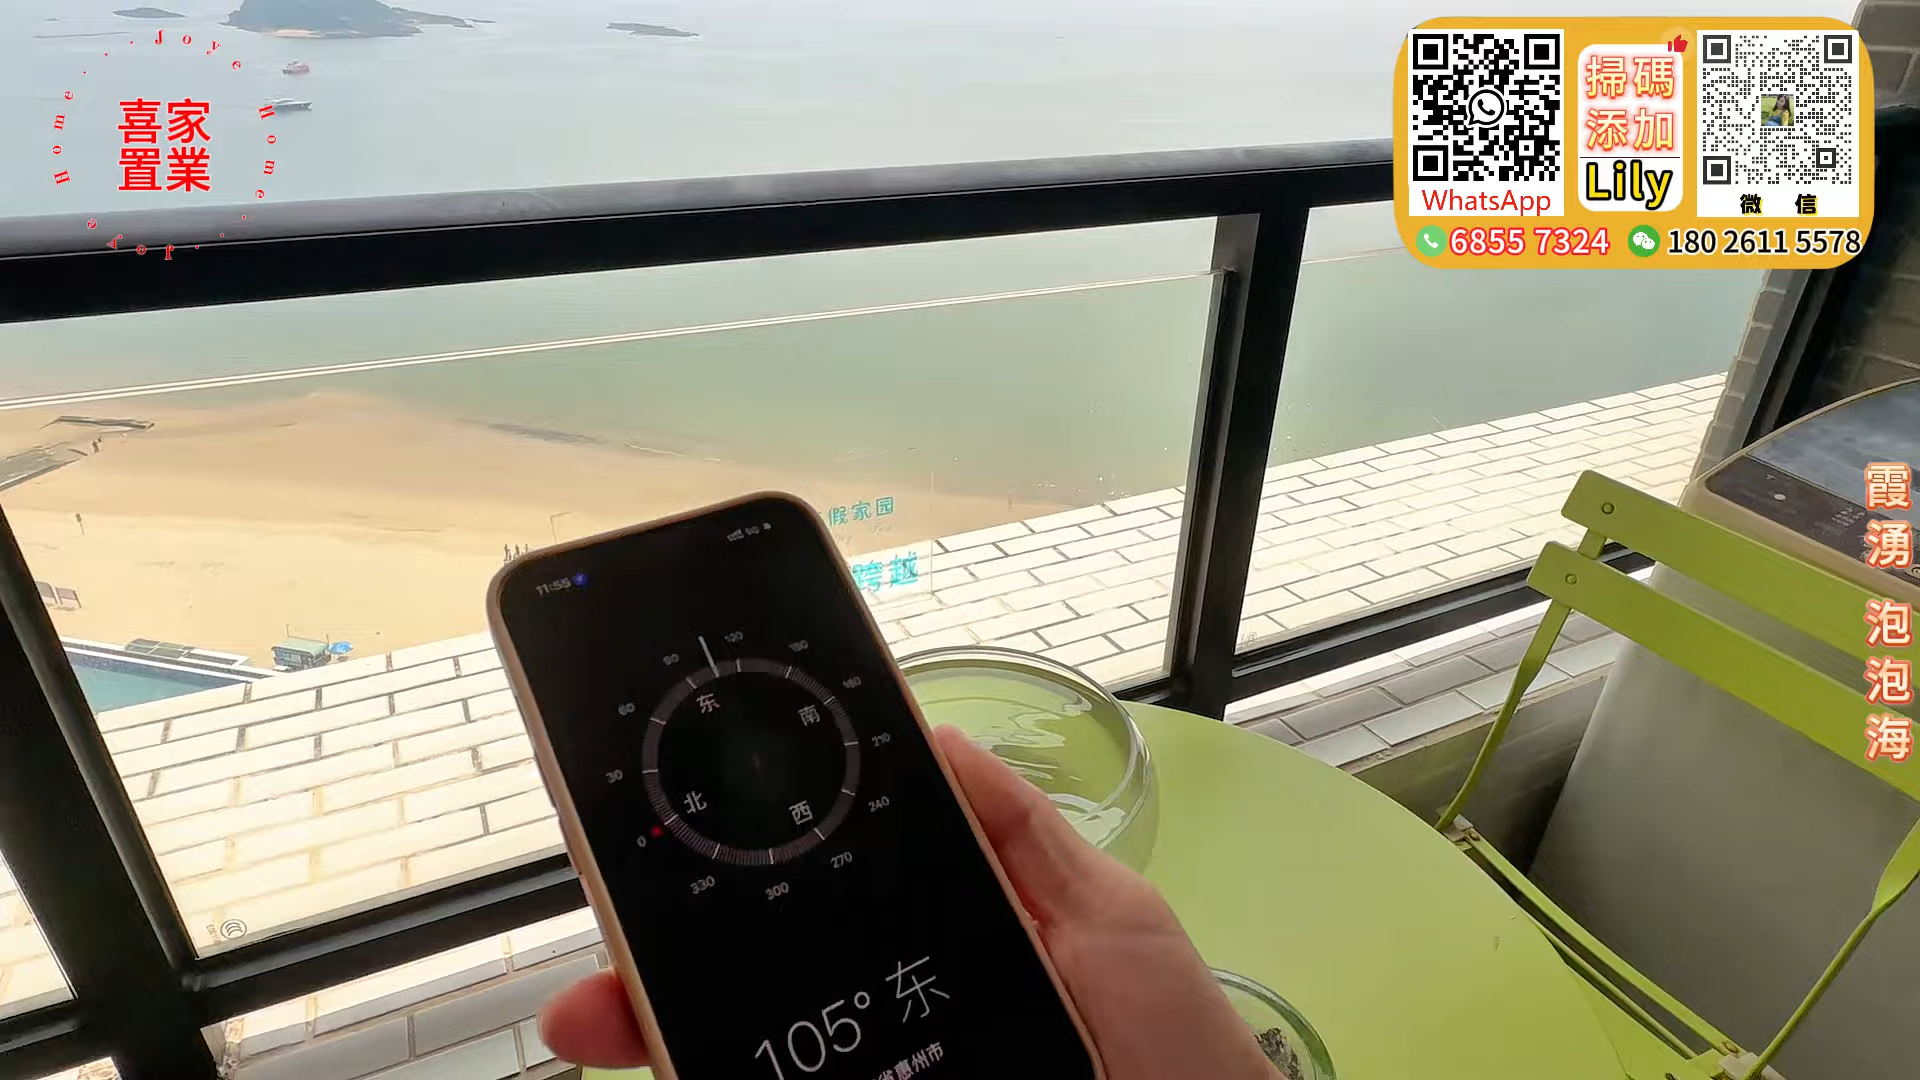 Joye Home
喜家
置業
Joye Home
掃碼
添加
Lily
WhatsApp
微 信
6855 7324
180 2611 5578
霞湧 泡泡海
假家园
跨越
11:55
90
120
150
180
210
240
270
300
330
0
30
60
东
南
西
北
105° 东
省惠州市